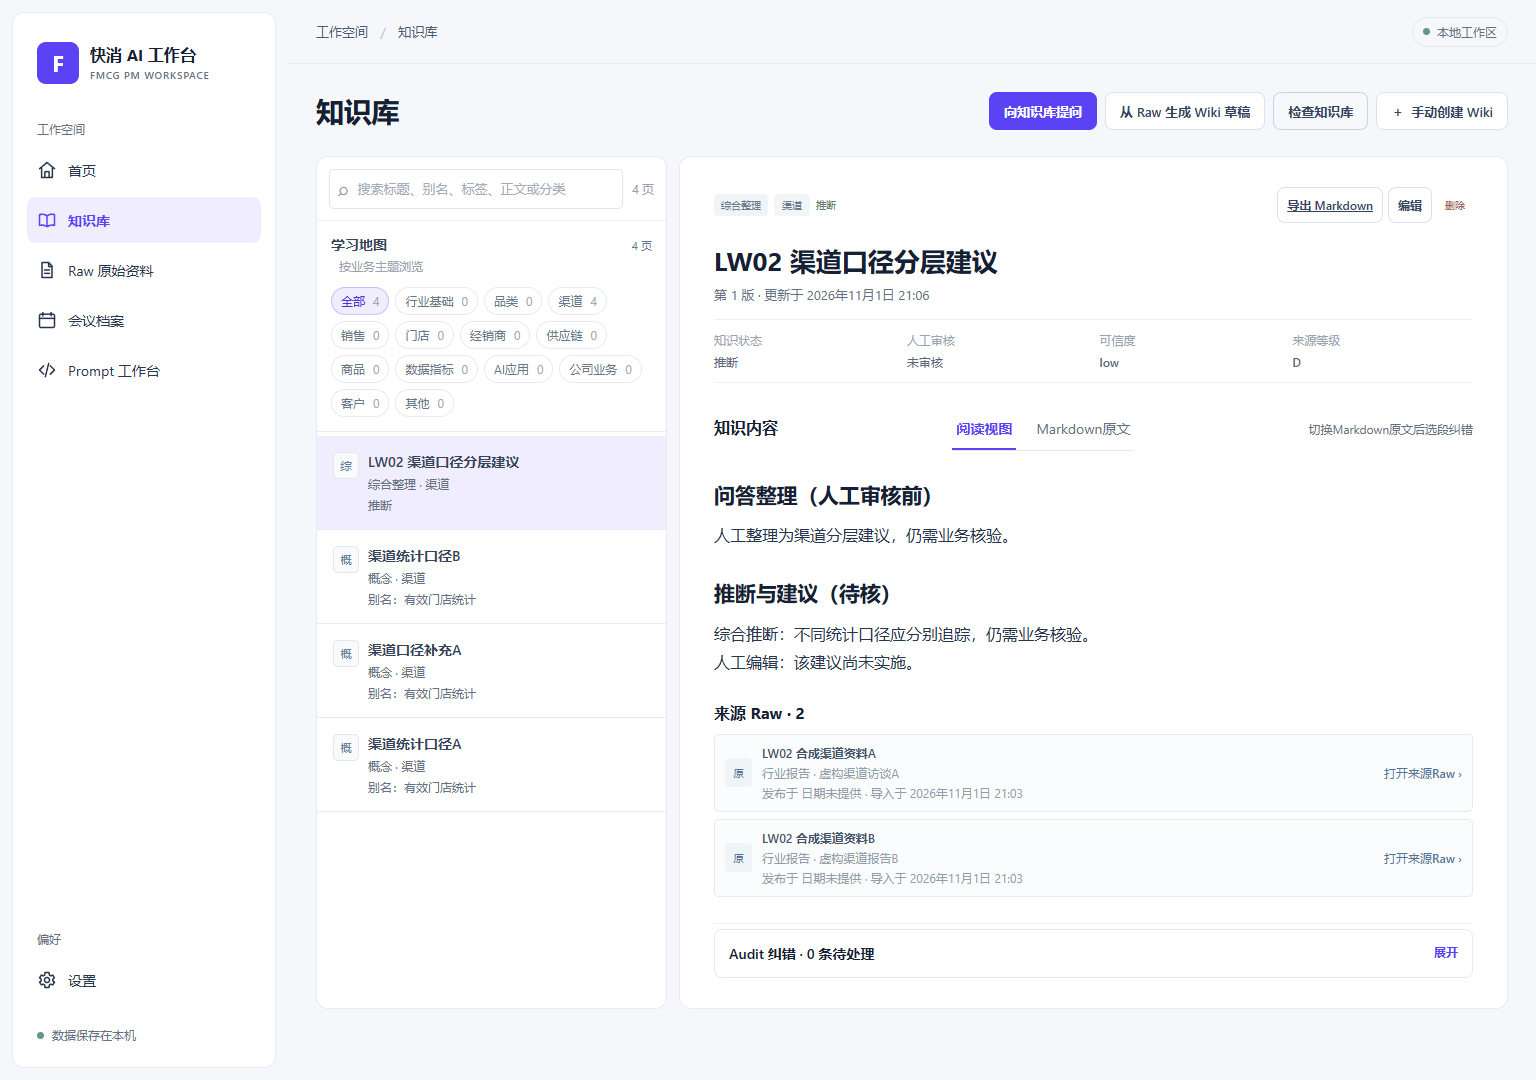 F
快消 AI 工作台
FMCG PM WORKSPACE
工作空间
首页
知识库
Raw 原始资料
会议档案
Prompt 工作台
偏好
设置
数据保存在本机
工作空间 / 知识库
本地工作区
知识库
向知识库提问
从 Raw 生成 Wiki 草稿
检查知识库
+ 手动创建 Wiki
搜索标题、别名、标签、正文或分类
4 页
学习地图
4 页
按业务主题浏览
全部 4 行业基础 0 品类 0 渠道 4
销售 0 门店 0 经销商 0 供应链 0
商品 0 数据指标 0 AI应用 0 公司业务 0
客户 0 其他 0
综
LW02 渠道口径分层建议
综合整理 · 渠道
推断
概
渠道统计口径B
概念 · 渠道
别名：有效门店统计
概
渠道口径补充A
概念 · 渠道
别名：有效门店统计
概
渠道统计口径A
概念 · 渠道
别名：有效门店统计
综合整理 渠道 推断
导出 Markdown
编辑
删除
LW02 渠道口径分层建议
第 1 版 · 更新于 2026年11月1日 21:06
知识状态 人工审核 可信度 来源等级
推断 未审核 low D
知识内容
阅读视图
Markdown原文
切换Markdown原文后选段纠错
问答整理（人工审核前）
人工整理为渠道分层建议，仍需业务核验。
推断与建议（待核）
综合推断：不同统计口径应分别追踪，仍需业务核验。
人工编辑：该建议尚未实施。
来源 Raw · 2
原
LW02 合成渠道资料A
行业报告 · 虚构渠道访谈A
发布于 日期未提供 · 导入于 2026年11月1日 21:03
打开来源Raw ›
原
LW02 合成渠道资料B
行业报告 · 虚构渠道报告B
发布于 日期未提供 · 导入于 2026年11月1日 21:03
打开来源Raw ›
Audit 纠错 · 0 条待处理
展开